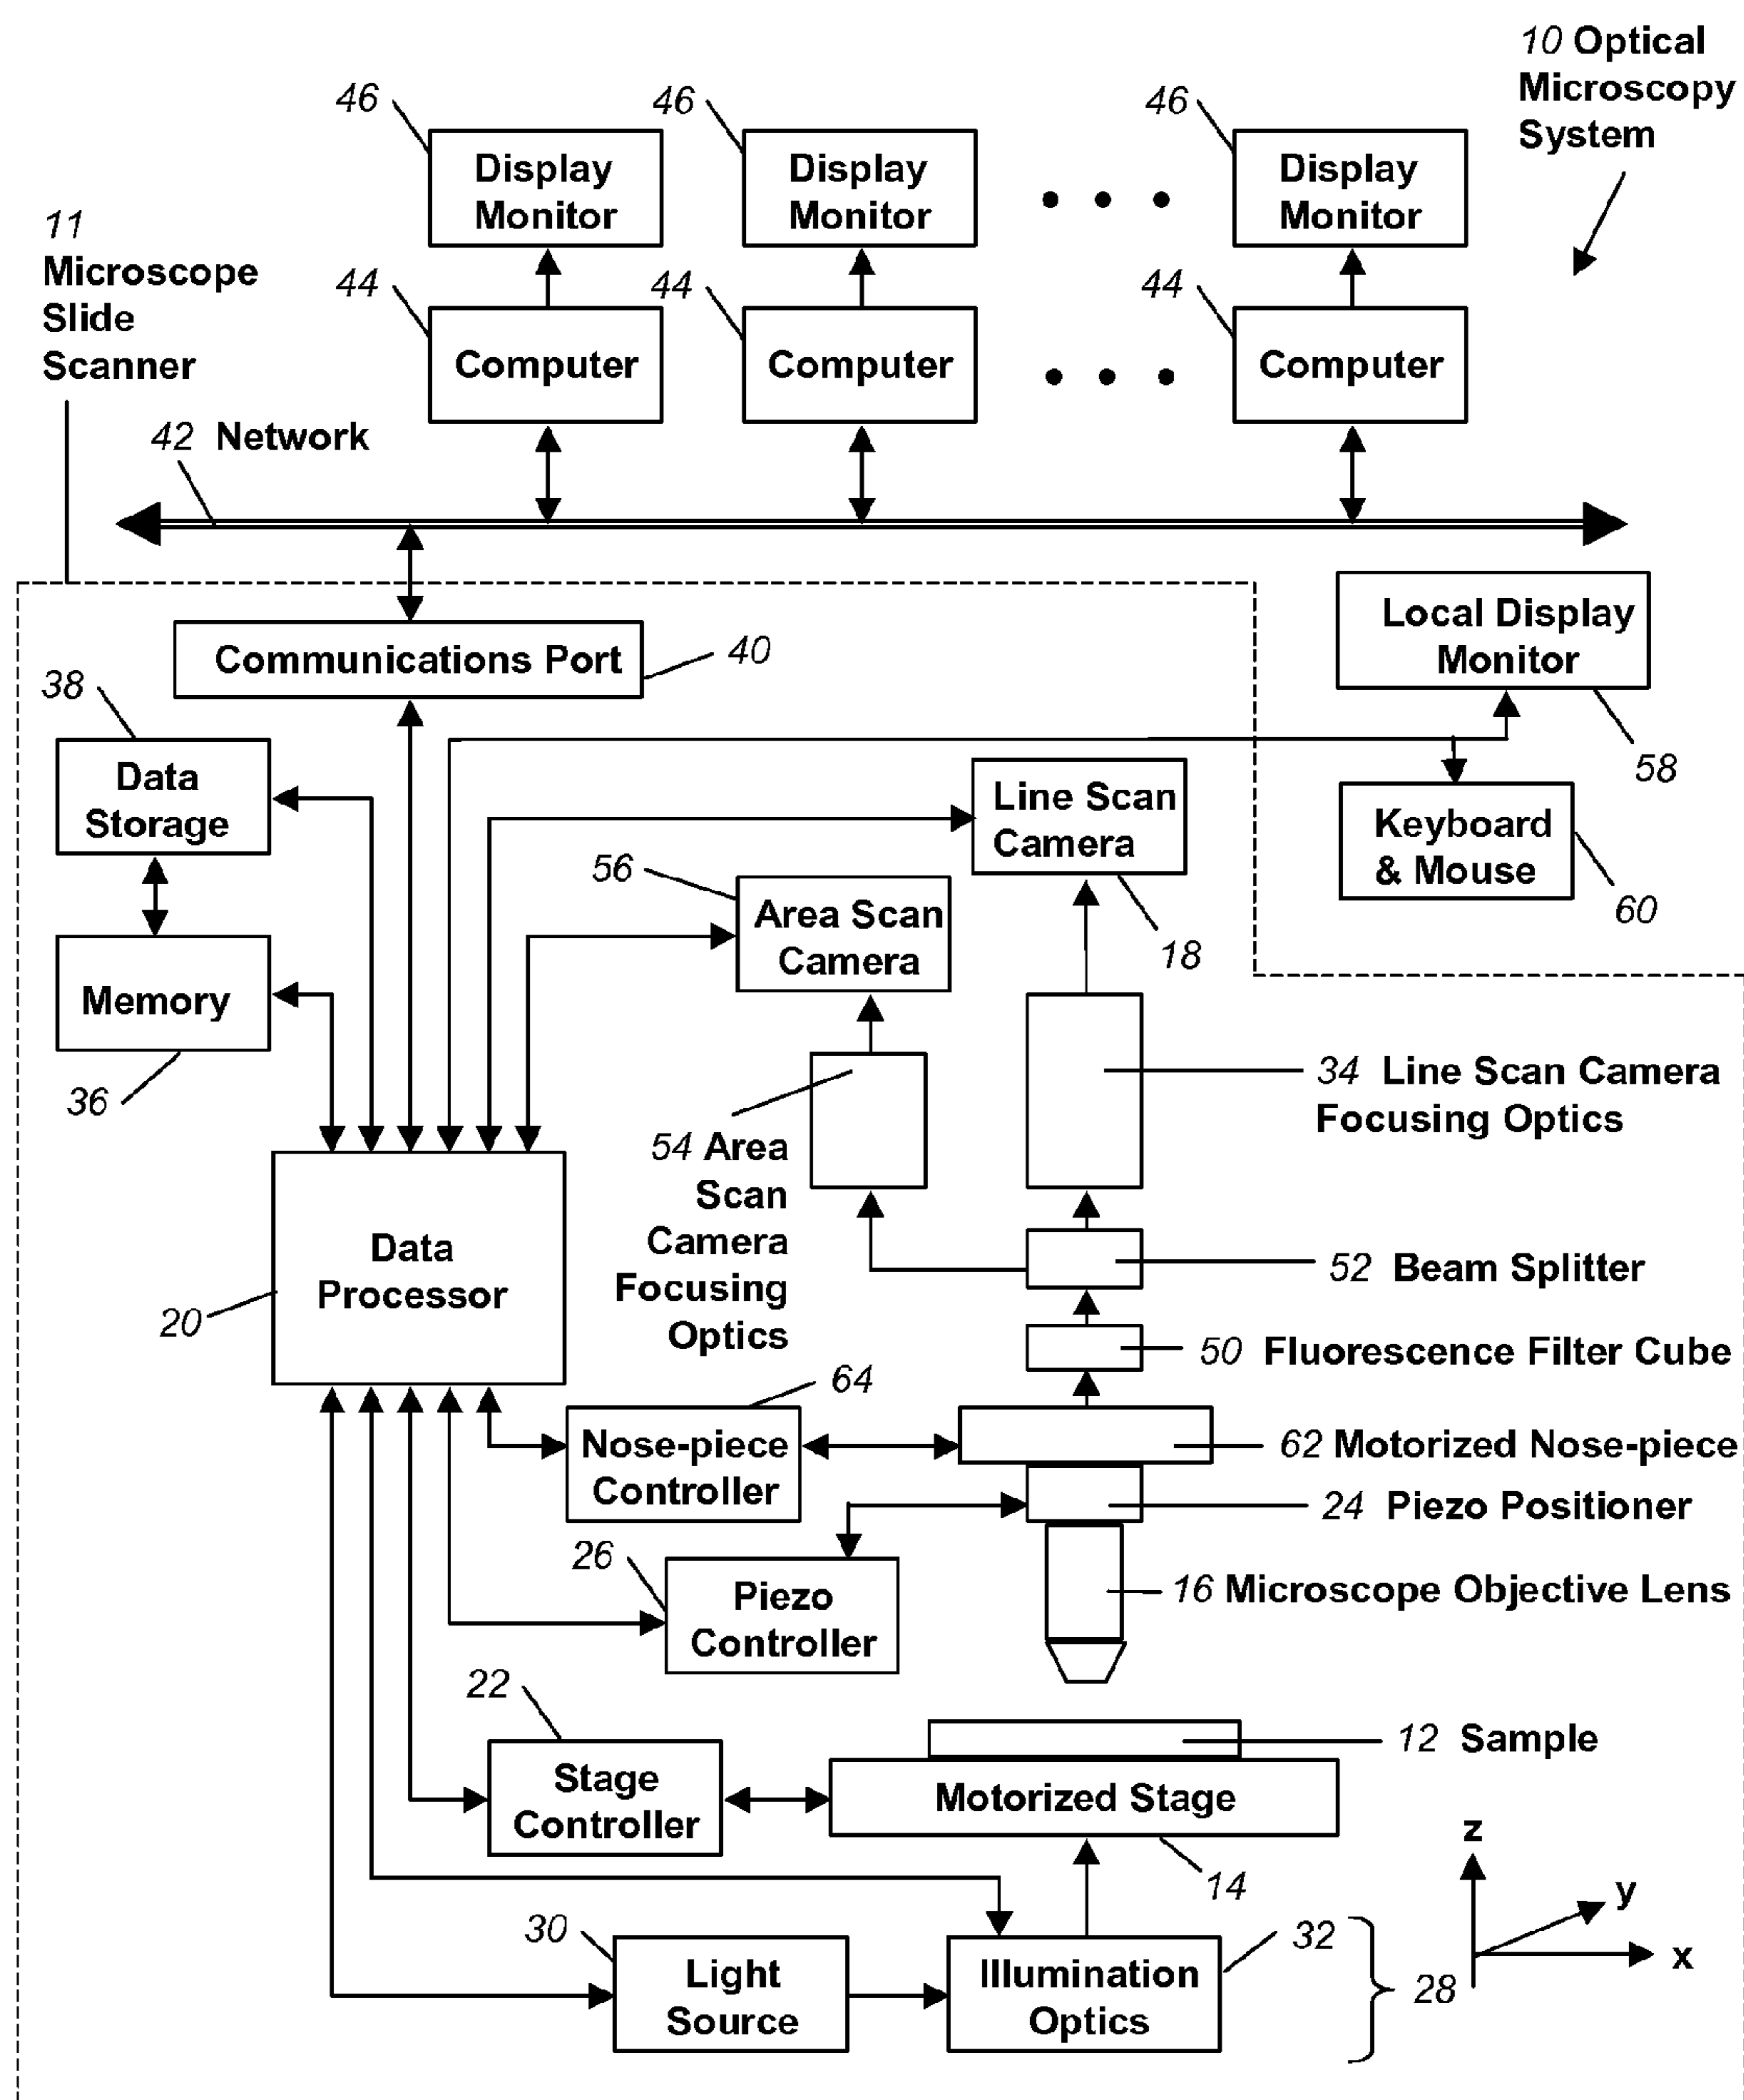 10 Optical
Microscopy
System
46
46
46
Display
Monitor
Display
Monitor
Display
Monitor
11
Microscope
Slide
Scanner
44
44
44
Computer
Computer
Computer
42 Network
Local Display
Monitor
58
Communications Port
40
38
Data
Storage
Line Scan
Camera
18
Keyboard
& Mouse
60
56
Area Scan
Camera
Memory
36
34 Line Scan Camera
Focusing Optics
54 Area
Scan
Camera
Focusing
Optics
Data
Processor
20
52 Beam Splitter
50 Fluorescence Filter Cube
64
Nose-piece
Controller
62 Motorized Nose-piece
24 Piezo Positioner
26
Piezo
Controller
16 Microscope Objective Lens
22
Stage
Controller
12 Sample
Motorized Stage
14
z
y
x
30
Light
Source
Illumination
Optics
32
28